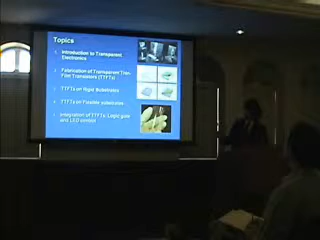 Topics
Introduction to Transparent
Electronics
Fabrication of Transparent Thin-
Film Transistors (TTFTs)
TTFTs on Rigid Substrates
TTFTs on Flexible substrates
Integration of TTFTs: Logic gate
and LED control